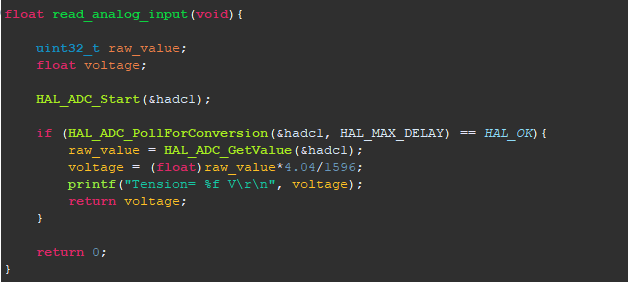 float read_analog_input(void){
uint32_t raw_value;
float voltage;
HAL_ADC_Start(&hadc1);
if (HAL_ADC_PollForConversion(&hadc1, HAL_MAX_DELAY) == HAL_OK){
raw_value = HAL_ADC_GetValue(&hadc1);
voltage = (float)raw_value*4.04/1596;
printf("Tension= %f V\r\n", voltage);
return voltage;
}
return 0;
}